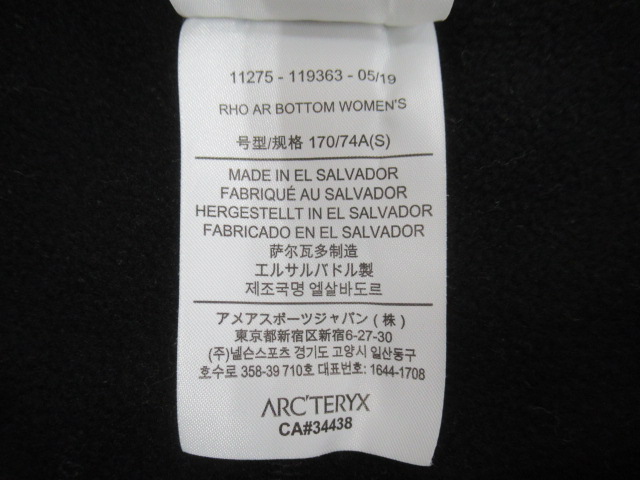 11275 - 119363 - 05/19
RHO AR BOTTOM WOMEN'S
号型/规格 170/74A(S)
MADE IN EL SALVADOR
FABRIQUÉ AU SALVADOR
HERGESTELLT IN EL SALVADOR
FABRICADO EN EL SALVADOR
萨尔瓦多制造
エルサルバドル製
제조국명 엘살바도르
アメアスポーツジャパン(株)
東京都新宿区新宿6-27-30
(주)넬슨스포츠 경기도 고양시 일산동구
호수로 358-39 710호 대표번호: 1644-1708
ARC'TERYX
CA#34438